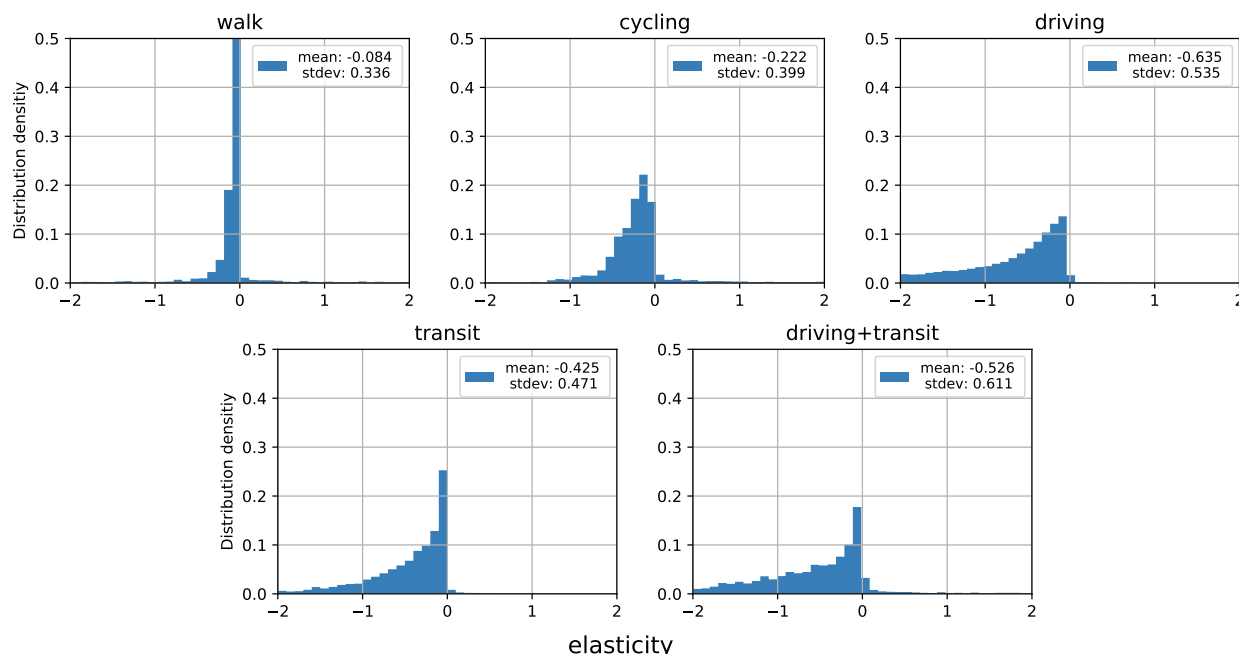 walk
cycling
driving
mean: -0.084
stdev: 0.336
mean: -0.222
stdev: 0.399
mean: -0.635
stdev: 0.535
Distribution densitiy
0.5
0.4
0.3
0.2
0.1
0.0
−2 −1 0 1 2
0.5
0.4
0.3
0.2
0.1
0.0
−2 −1 0 1 2
0.5
0.4
0.3
0.2
0.1
0.0
−2 −1 0 1 2
transit
driving+transit
mean: -0.425
stdev: 0.471
mean: -0.526
stdev: 0.611
Distribution densitiy
0.5
0.4
0.3
0.2
0.1
0.0
−2 −1 0 1 2
0.5
0.4
0.3
0.2
0.1
0.0
−2 −1 0 1 2
elasticity